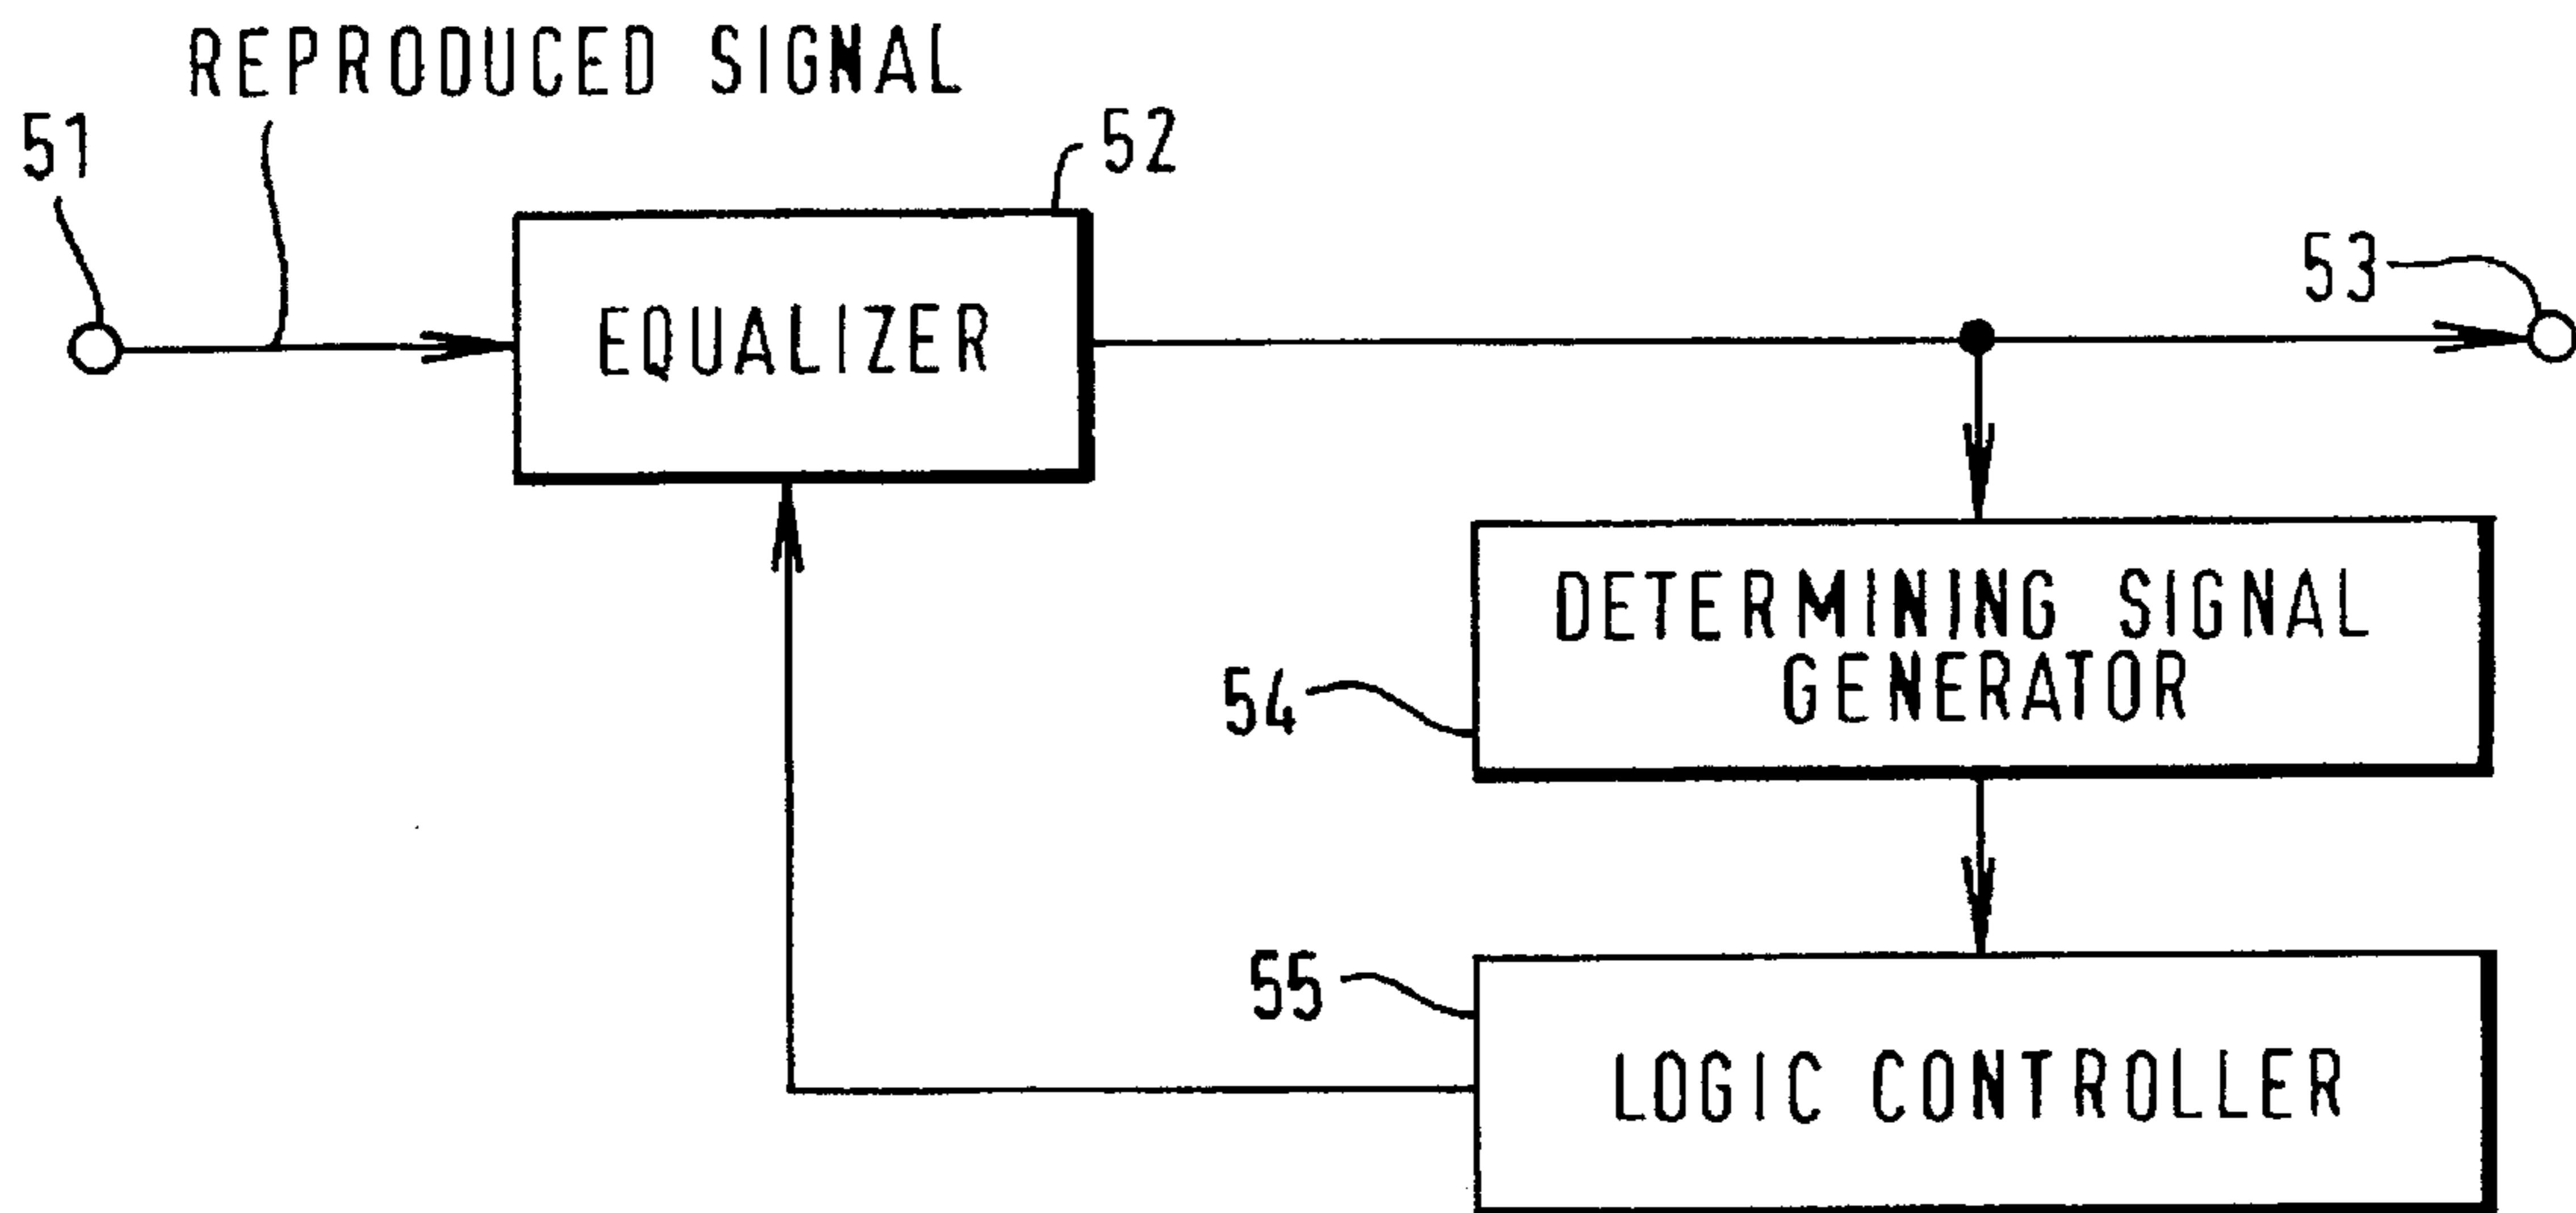 REPRODUCED SIGNAL
51
52
EQUALIZER
53
DETERMINING SIGNAL
GENERATOR
54
55
LOGIC CONTROLLER